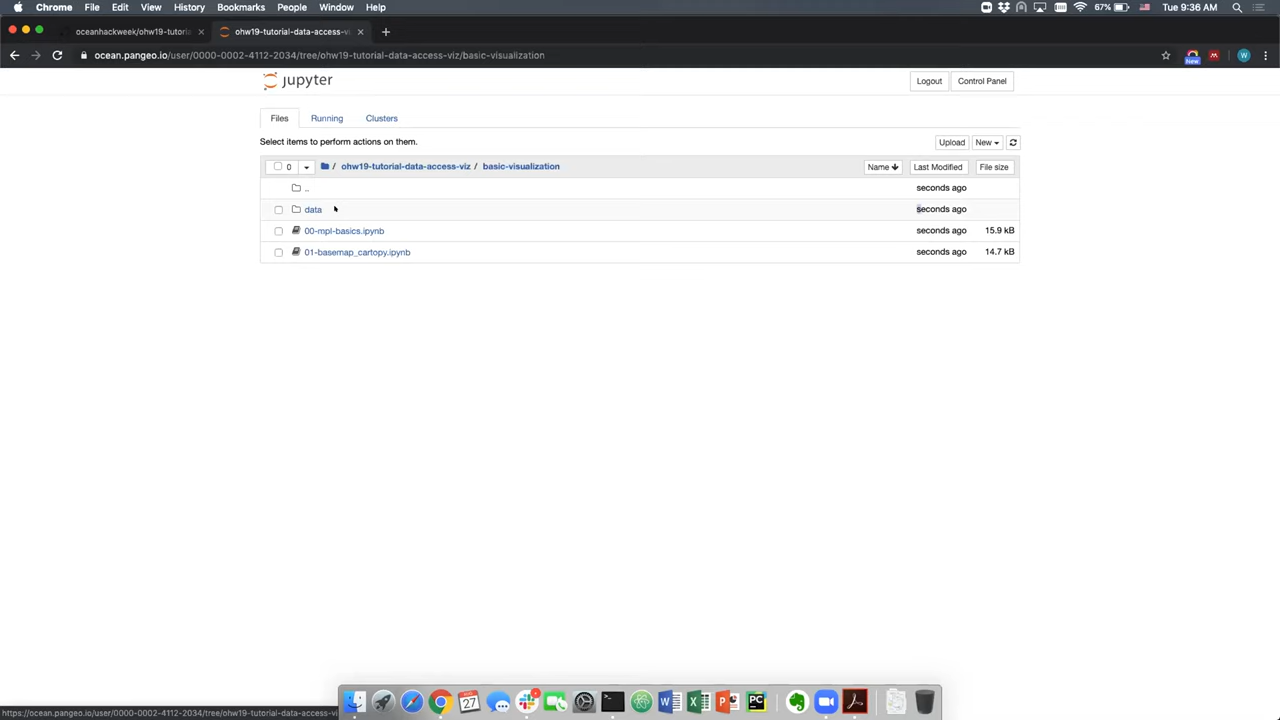 Chrome File Edit View History Bookmarks People Window Help 67% Tue 9:36 AM
oceanhackweek/ohw19-tutoria ohw19-tutorial-data-access-vi
ocean.pangeo.io/user/0000-0002-4112-2034/tree/ohw19-tutorial-data-access-viz/basic-visualization New W
jupyter Logout Control Panel
Files Running Clusters
Select items to perform actions on them. Upload New
0 / ohw19-tutorial-data-access-viz / basic-visualization Name Last Modified File size
.. seconds ago
data seconds ago
00-mpl-basics.ipynb seconds ago 15.9 kB
01-basemap_cartopy.ipynb seconds ago 14.7 kB
https://ocean.pangeo.io/user/0000-0002-4112-2034/tree/ohw19-tutorial-data-access-vi